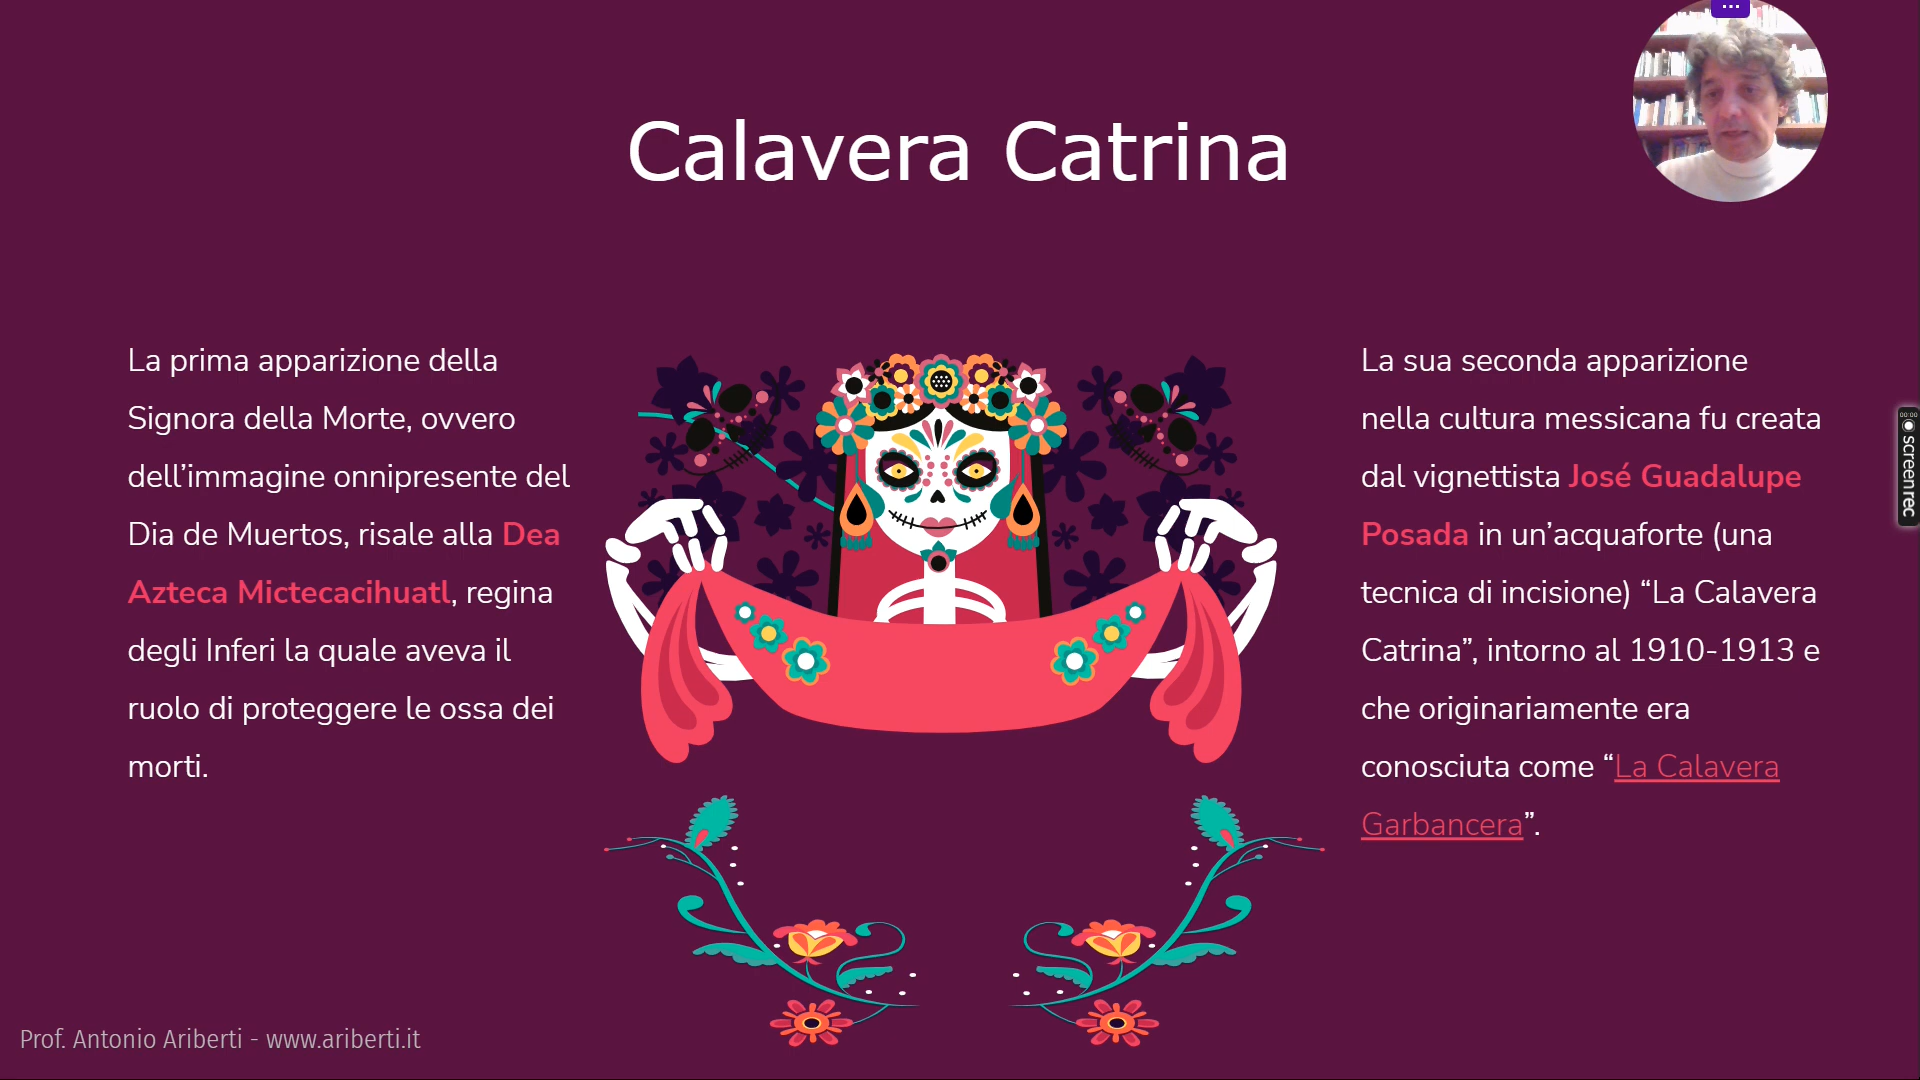 Calavera Catrina
La prima apparizione della
Signora della Morte, ovvero
dell’immagine onnipresente del
Dia de Muertos, risale alla Dea
Azteca Mictecacihuatl, regina
degli Inferi la quale aveva il
ruolo di proteggere le ossa dei
morti.
La sua seconda apparizione
nella cultura messicana fu creata
dal vignettista José Guadalupe
Posada in un’acquaforte (una
tecnica di incisione) “La Calavera
Catrina”, intorno al 1910-1913 e
che originariamente era
conosciuta come “La Calavera
Garbancera”.
00:00
screenrec
Prof. Antonio Ariberti - www.ariberti.it